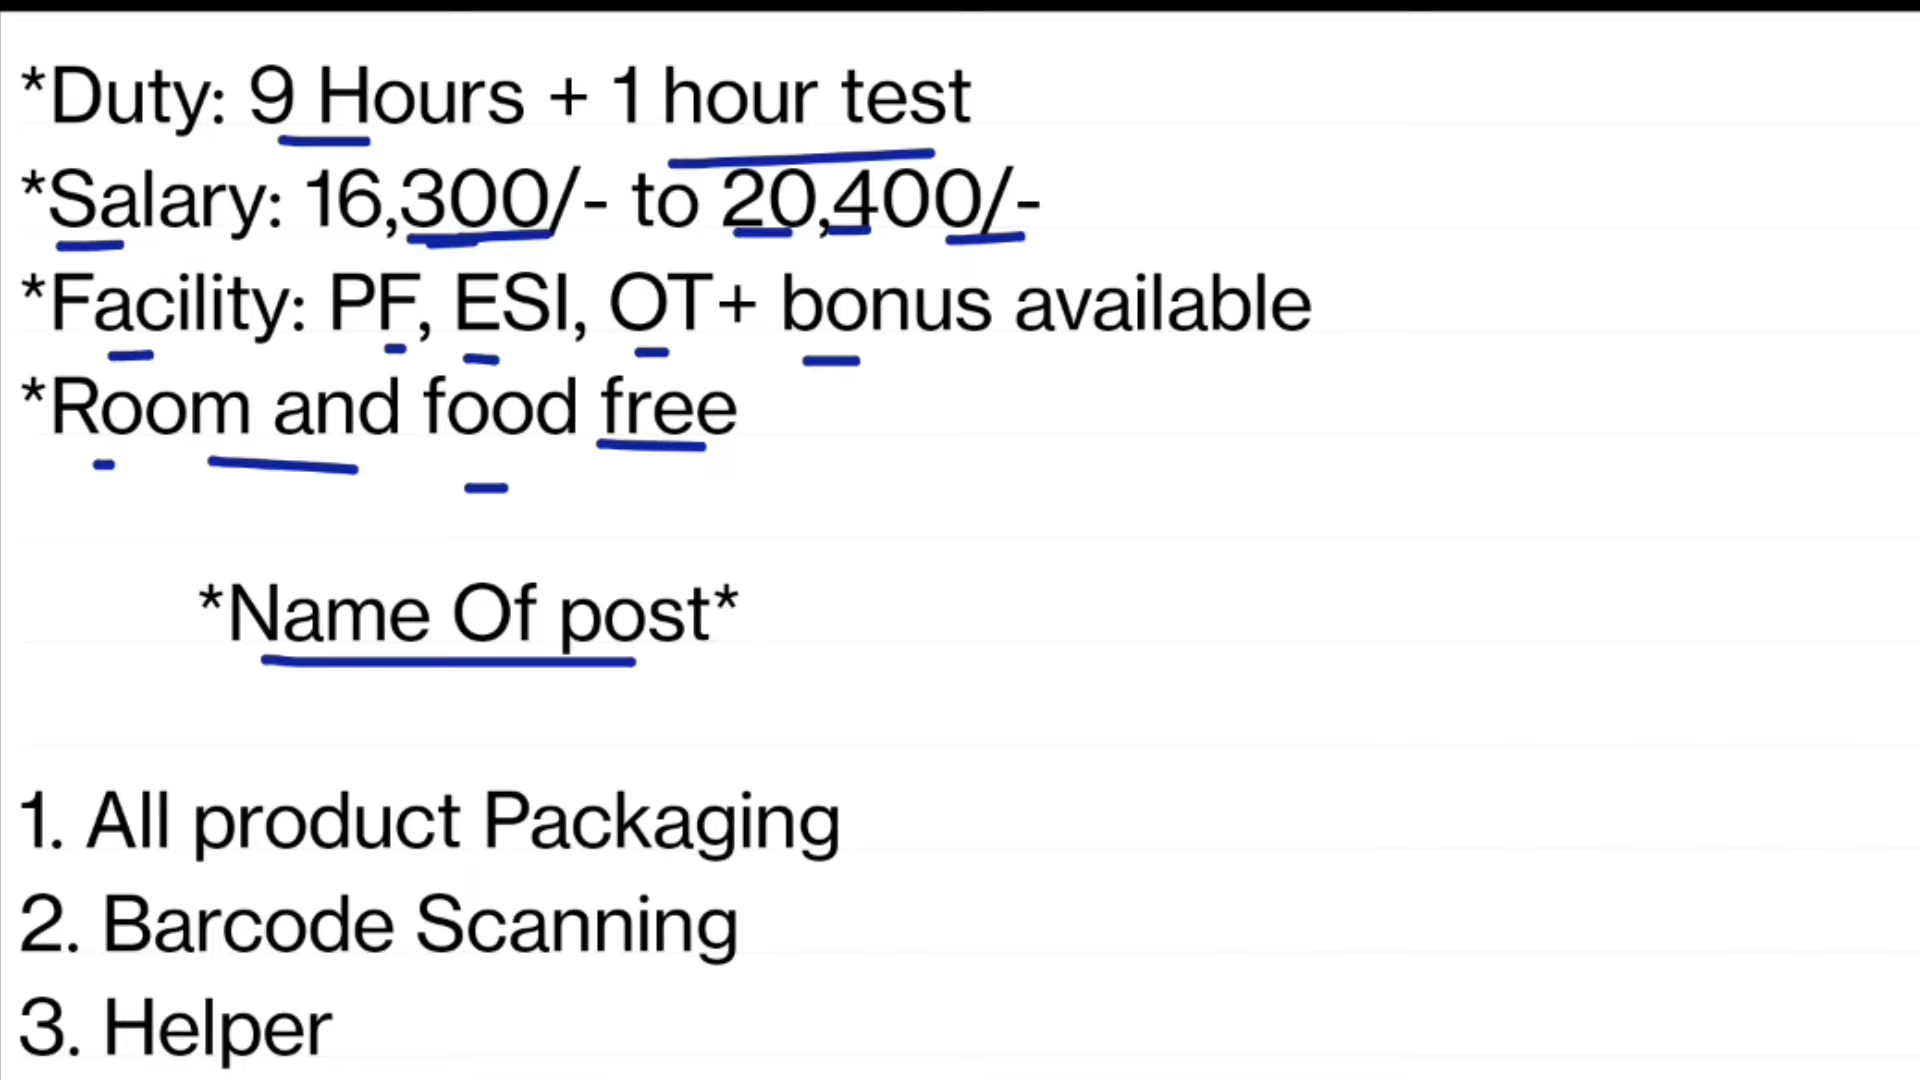 *Duty: 9 Hours + 1 hour test
*Salary: 16,300/- to 20,400/-
*Facility: PF, ESI, OT+ bonus available
*Room and food free
*Name Of post*
1. All product Packaging
2. Barcode Scanning
3. Helper